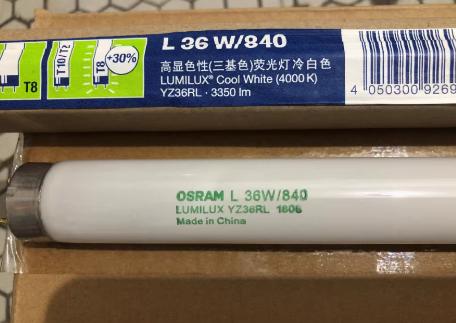 L 36 W/840
T8
T10/T12
T8
+30%
高显色性(三基色)荧光灯 冷白色
LUMILUX® Cool White (4000 K)
YZ36RL · 3350 lm
4 050300 9269
OSRAM L 36W/840
LUMILUX YZ36RL 1606
Made in China